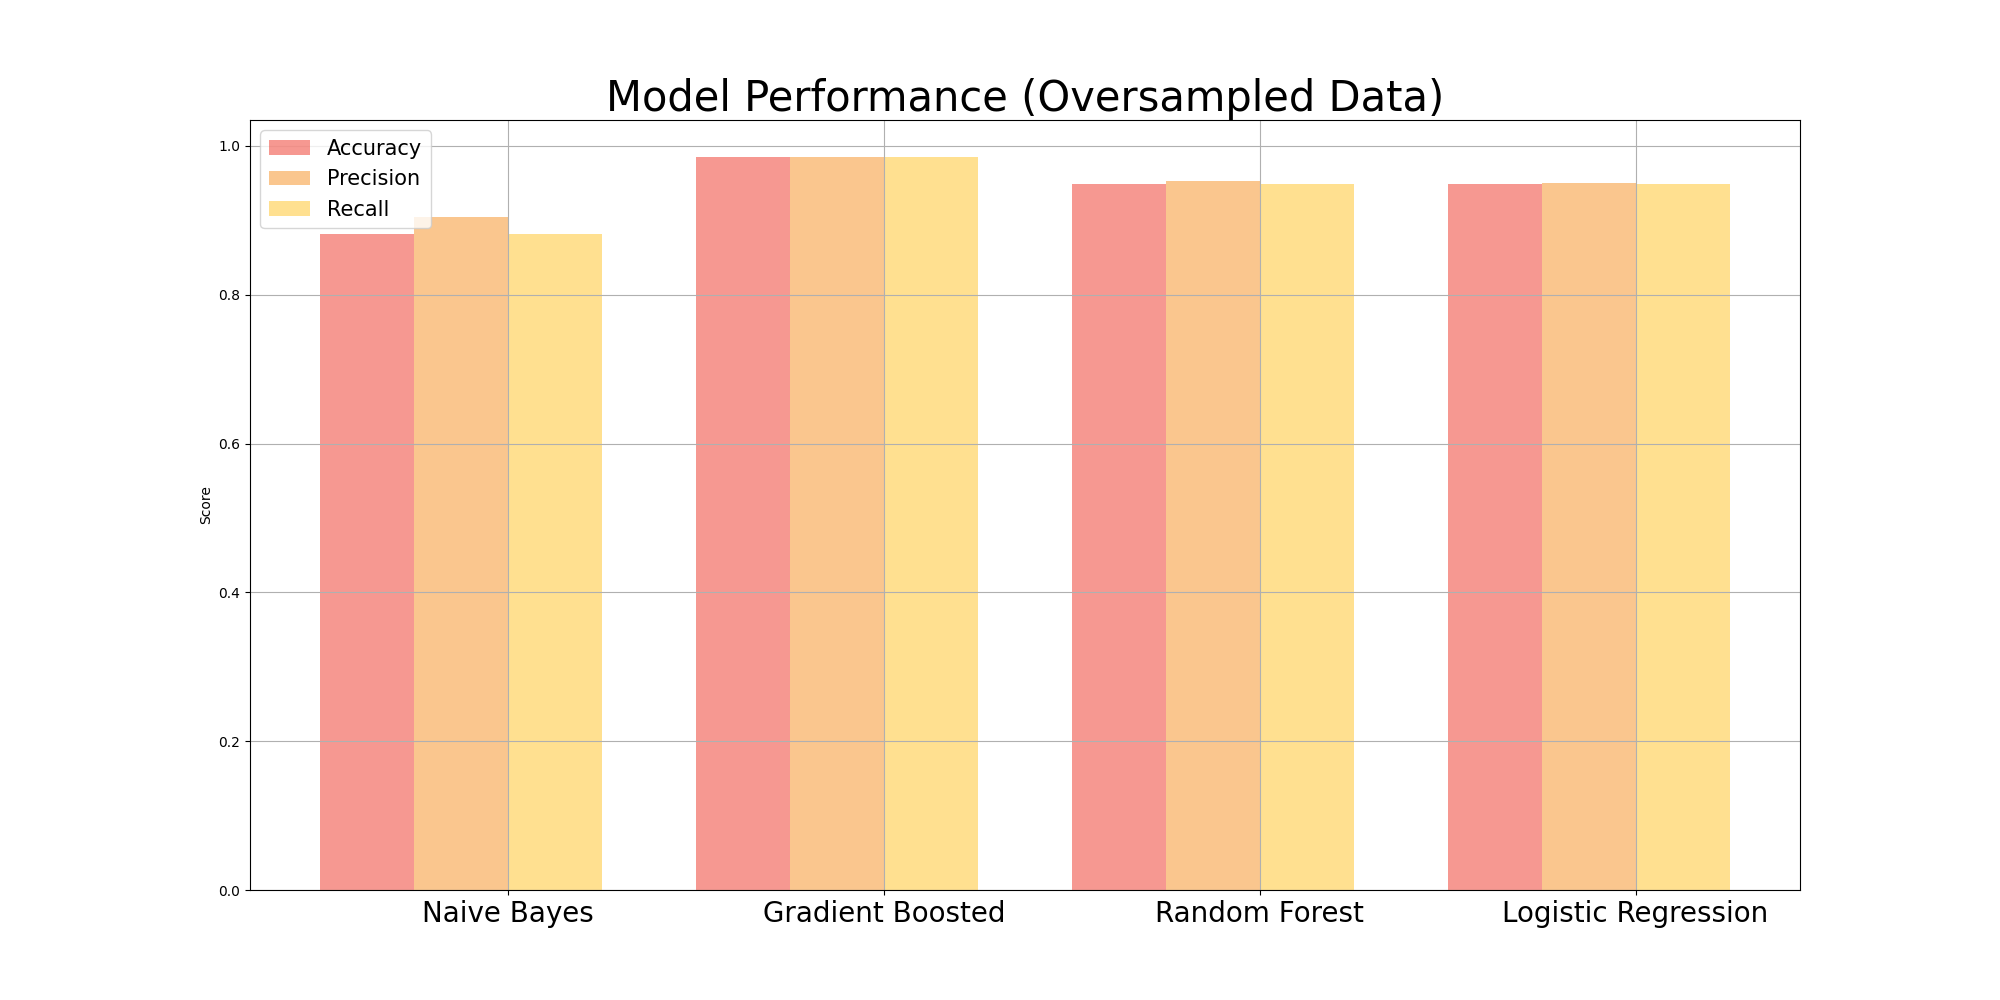 Model Performance (Oversampled Data)
Accuracy
Precision
Recall
1.0
0.8
0.6
0.4
0.2
0.0
Score
Naive Bayes
Gradient Boosted
Random Forest
Logistic Regression